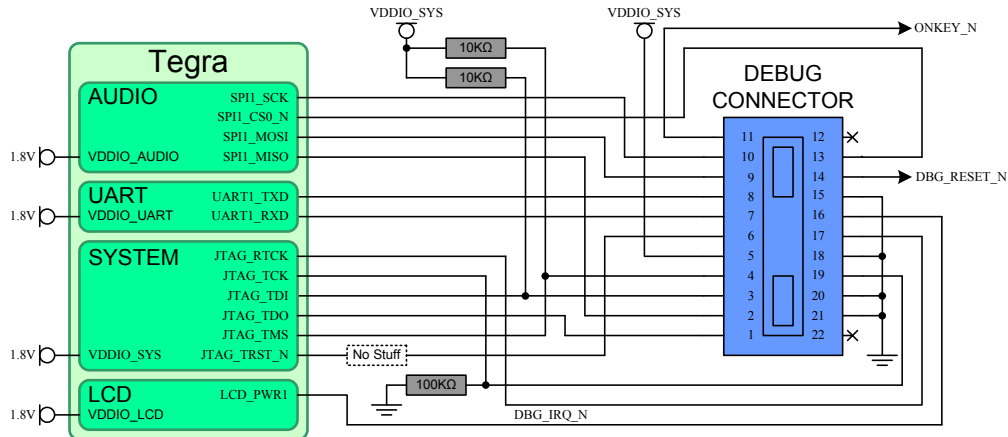 VDDIO_SYS
VDDIO_SYS
ONKEY_N
10KΩ
10KΩ
Tegra
DEBUG
CONNECTOR
AUDIO
SPI1_SCK
SPI1_CS0_N
SPI1_MOSI
1.8V
VDDIO_AUDIO
SPI1_MISO
UART
UART1_TXD
1.8V
VDDIO_UART
UART1_RXD
SYSTEM
JTAG_RTCK
JTAG_TCK
JTAG_TDI
JTAG_TDO
JTAG_TMS
1.8V
VDDIO_SYS
JTAG_TRST_N
No Stuff
LCD
LCD_PWR1
1.8V
VDDIO_LCD
100KΩ
DBG_IRQ_N
11 12
10 13
9 14
DBG_RESET_N
8 15
7 16
6 17
5 18
4 19
3 20
2 21
1 22